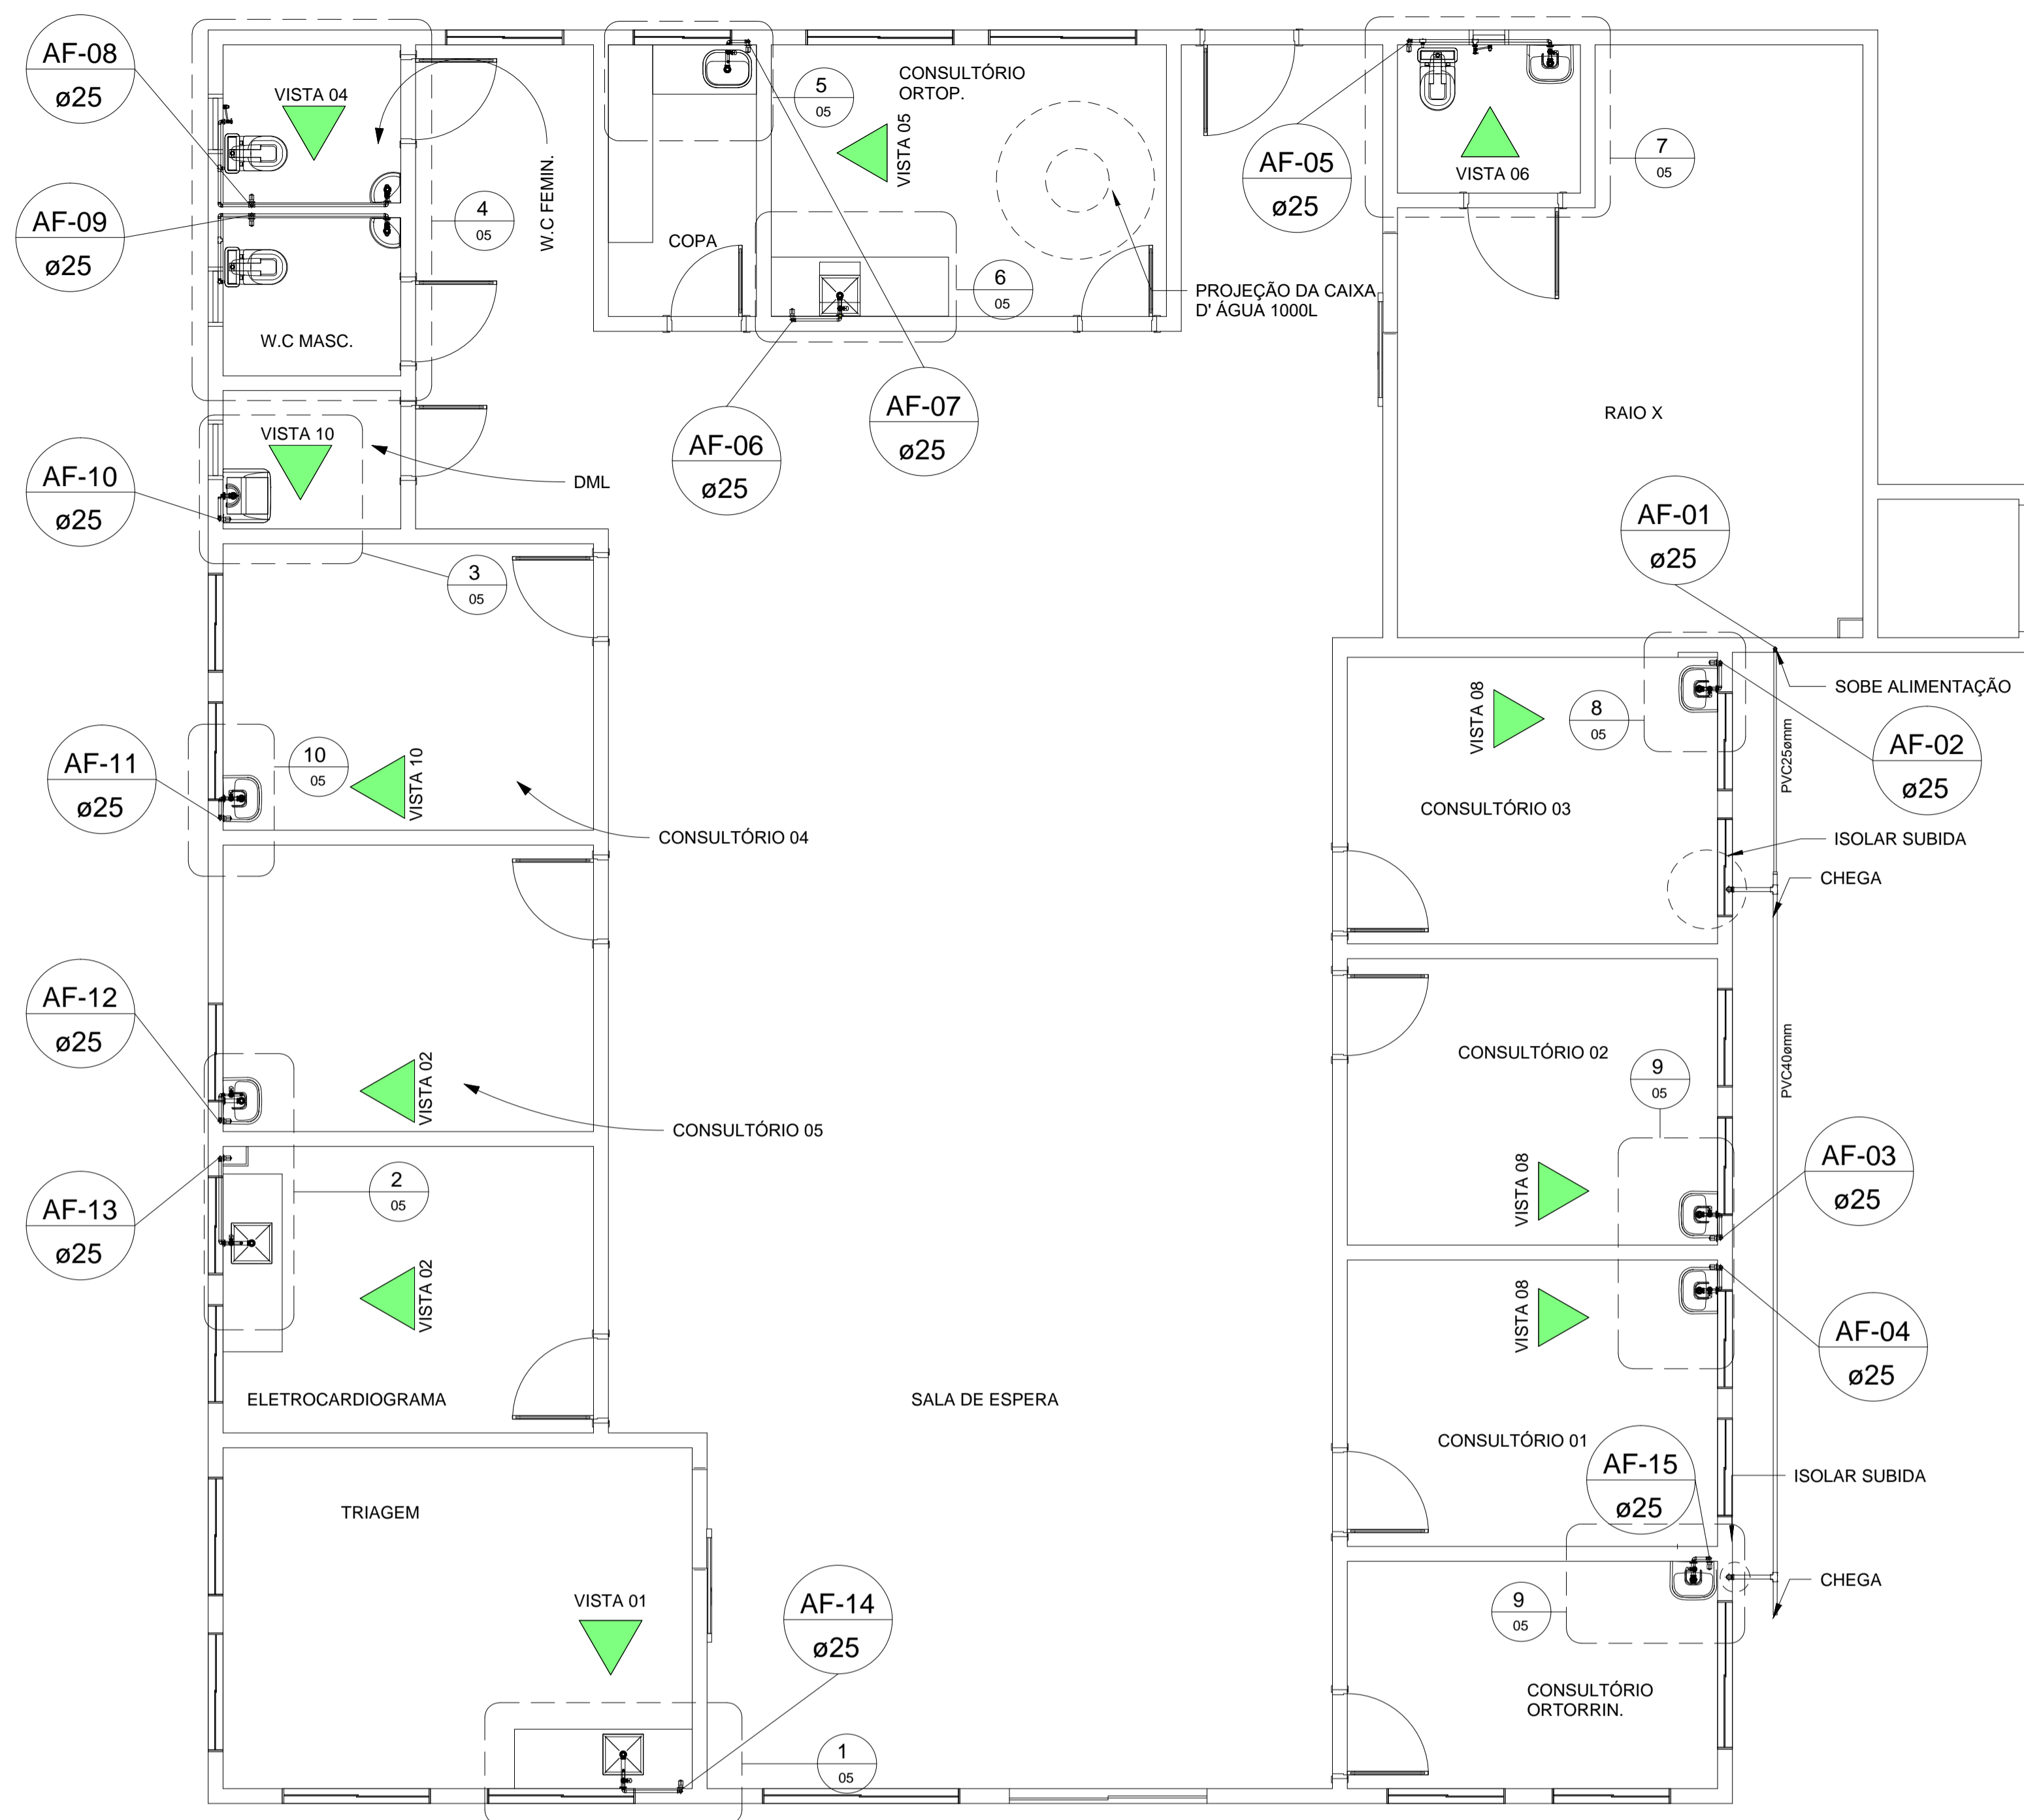 AF-08
ø25
VISTA 04
AF-09
ø25
4
05
W.C FEMIN.
W.C MASC.
5
05
CONSULTÓRIO
ORTOP.
VISTA 05
COPA
6
05
PROJEÇÃO DA CAIXA
D' ÁGUA 1000L
AF-05
ø25
VISTA 06
7
05
AF-06
ø25
AF-07
ø25
RAIO X
VISTA 10
AF-10
ø25
DML
3
05
AF-01
ø25
SOBE ALIMENTAÇÃO
VISTA 08
8
05
PVC25ømm
AF-02
ø25
CONSULTÓRIO 03
ISOLAR SUBIDA
CHEGA
AF-11
ø25
10
05
VISTA 10
CONSULTÓRIO 04
AF-12
ø25
VISTA 02
CONSULTÓRIO 05
CONSULTÓRIO 02
9
05
PVC40ømm
VISTA 08
AF-03
ø25
AF-13
ø25
2
05
VISTA 02
VISTA 08
AF-04
ø25
ELETROCARDIOGRAMA
SALA DE ESPERA
CONSULTÓRIO 01
AF-15
ø25
ISOLAR SUBIDA
TRIAGEM
VISTA 01
AF-14
ø25
9
05
CHEGA
CONSULTÓRIO
ORTORRIN.
1
05